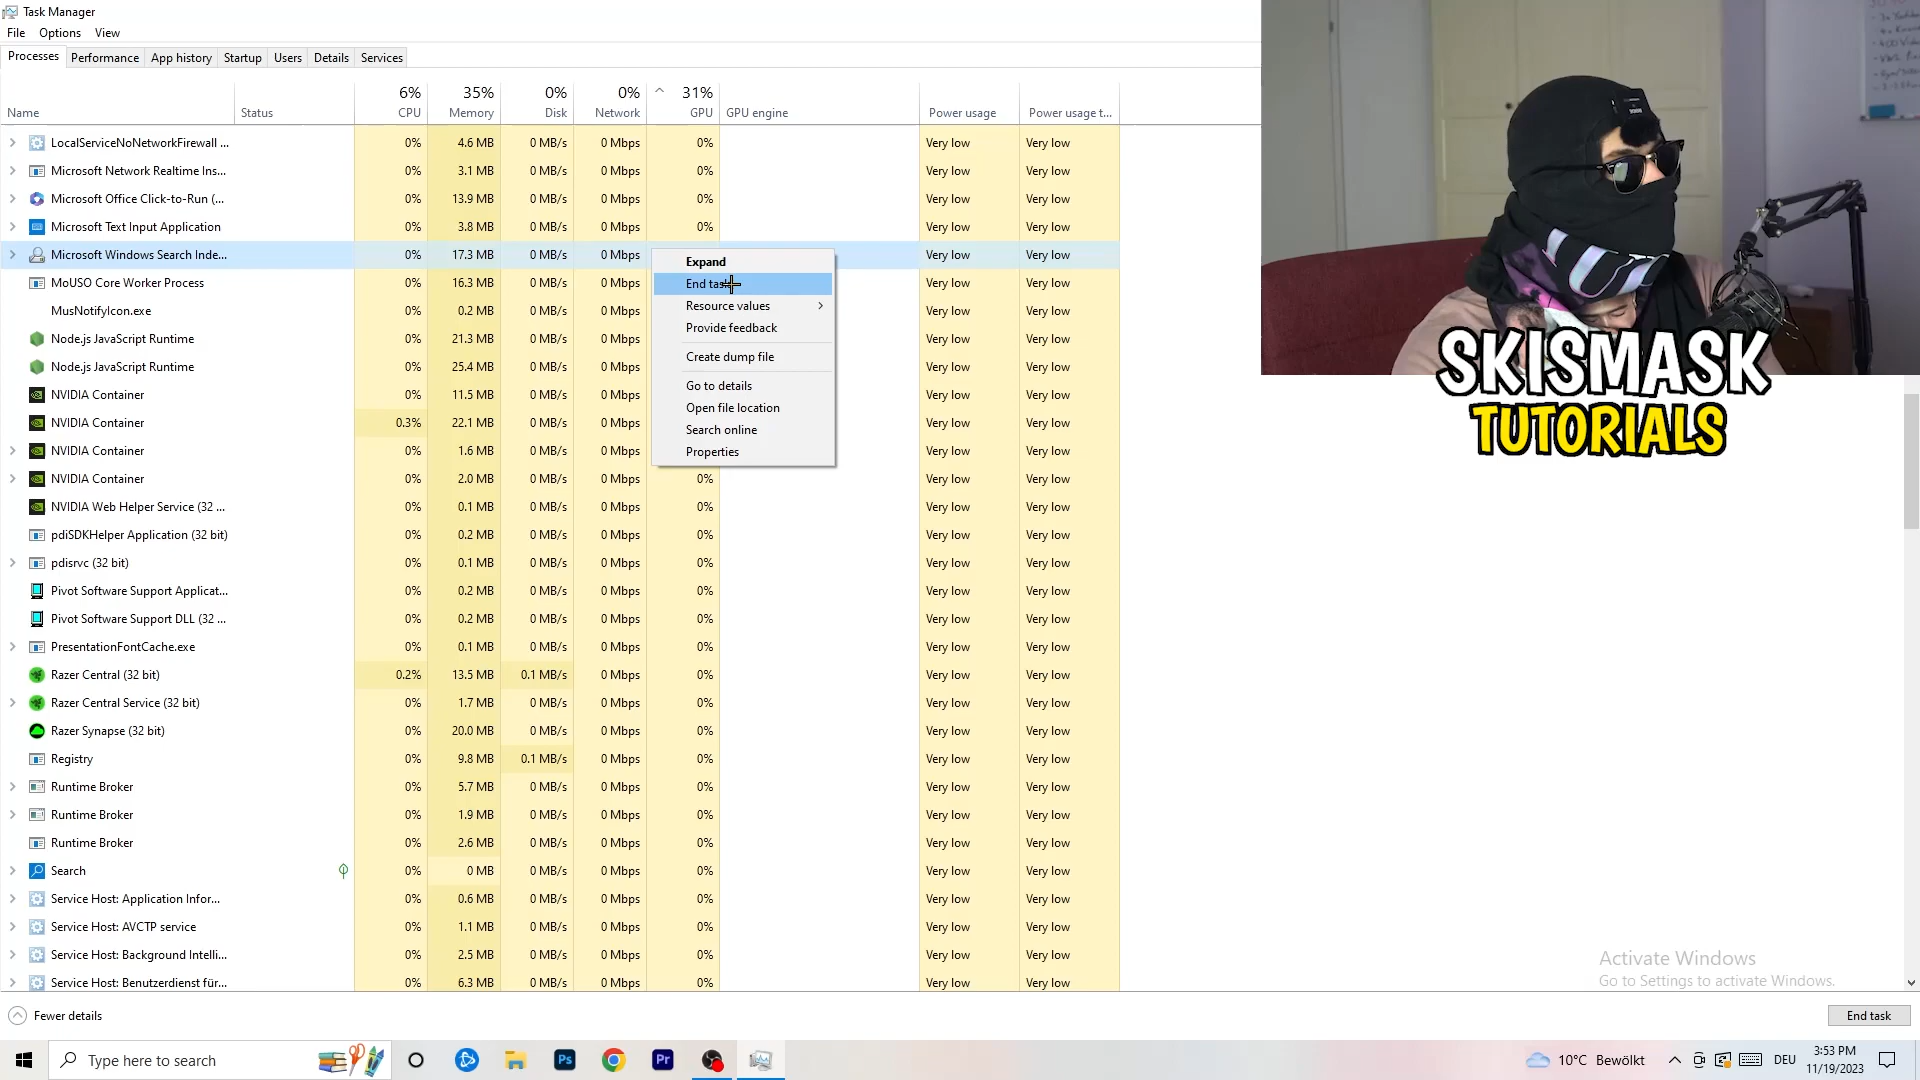 Task Manager
File Options View
Processes Performance App history Startup Users Details Services
6% 35% 0% 0% 31%
Name Status CPU Memory Disk Network GPU GPU engine Power usage Power usage t...
LocalServiceNoNetworkFirewall ... 0% 4.6 MB 0 MB/s 0 Mbps 0% Very low Very low
Microsoft Network Realtime Ins... 0% 3.1 MB 0 MB/s 0 Mbps 0% Very low Very low
Microsoft Office Click-to-Run (... 0% 13.9 MB 0 MB/s 0 Mbps 0% Very low Very low
Microsoft Text Input Application 0% 3.8 MB 0 MB/s 0 Mbps 0% Very low Very low
Microsoft Windows Search Inde... 0% 17.3 MB 0 MB/s 0 Mbps Very low Very low
MoUSO Core Worker Process 0% 16.3 MB 0 MB/s 0 Mbps Very low Very low
MusNotifyIcon.exe 0% 0.2 MB 0 MB/s 0 Mbps Very low Very low
Node.js JavaScript Runtime 0% 21.3 MB 0 MB/s 0 Mbps Very low Very low
Node.js JavaScript Runtime 0% 25.4 MB 0 MB/s 0 Mbps Very low Very low
NVIDIA Container 0% 11.5 MB 0 MB/s 0 Mbps Very low Very low
NVIDIA Container 0.3% 22.1 MB 0 MB/s 0 Mbps Very low Very low
NVIDIA Container 0% 1.6 MB 0 MB/s 0 Mbps Very low Very low
NVIDIA Container 0% 2.0 MB 0 MB/s 0 Mbps 0% Very low Very low
NVIDIA Web Helper Service (32 ... 0% 0.1 MB 0 MB/s 0 Mbps 0% Very low Very low
pdiSDKHelper Application (32 bit) 0% 0.2 MB 0 MB/s 0 Mbps 0% Very low Very low
pdisrvc (32 bit) 0% 0.1 MB 0 MB/s 0 Mbps 0% Very low Very low
Pivot Software Support Applicat... 0% 0.2 MB 0 MB/s 0 Mbps 0% Very low Very low
Pivot Software Support DLL (32 ... 0% 0.2 MB 0 MB/s 0 Mbps 0% Very low Very low
PresentationFontCache.exe 0% 0.1 MB 0 MB/s 0 Mbps 0% Very low Very low
Razer Central (32 bit) 0.2% 13.5 MB 0.1 MB/s 0 Mbps 0% Very low Very low
Razer Central Service (32 bit) 0% 1.7 MB 0 MB/s 0 Mbps 0% Very low Very low
Razer Synapse (32 bit) 0% 20.0 MB 0 MB/s 0 Mbps 0% Very low Very low
Registry 0% 9.8 MB 0.1 MB/s 0 Mbps 0% Very low Very low
Runtime Broker 0% 5.7 MB 0 MB/s 0 Mbps 0% Very low Very low
Runtime Broker 0% 1.9 MB 0 MB/s 0 Mbps 0% Very low Very low
Runtime Broker 0% 2.6 MB 0 MB/s 0 Mbps 0% Very low Very low
Search 0% 0 MB 0 MB/s 0 Mbps 0% Very low Very low
Service Host: Application Infor... 0% 0.6 MB 0 MB/s 0 Mbps 0% Very low Very low
Service Host: AVCTP service 0% 1.1 MB 0 MB/s 0 Mbps 0% Very low Very low
Service Host: Background Intelli... 0% 2.5 MB 0 MB/s 0 Mbps 0% Very low Very low
Service Host: Benutzerdienst für... 0% 6.3 MB 0 MB/s 0 Mbps 0% Very low Very low
Expand
End task
Resource values
Provide feedback
Create dump file
Go to details
Open file location
Search online
Properties
SKISMASK
TUTORIALS
Activate Windows
Go to Settings to activate Windows.
Fewer details
End task
Type here to search
Ps
Pr
10°C Bewölkt
DEU
3:53 PM
11/19/2023